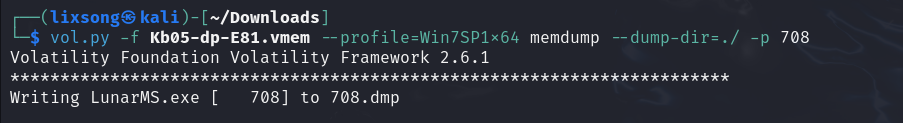 ┌──(lixsong㉿kali)-[~/Downloads]
└─$ vol.py -f Kb05-dp-E81.vmem --profile=Win7SP1×64 memdump --dump-dir=./ -p 708
Volatility Foundation Volatility Framework 2.6.1
************************************************************************
Writing LunarMS.exe [   708] to 708.dmp